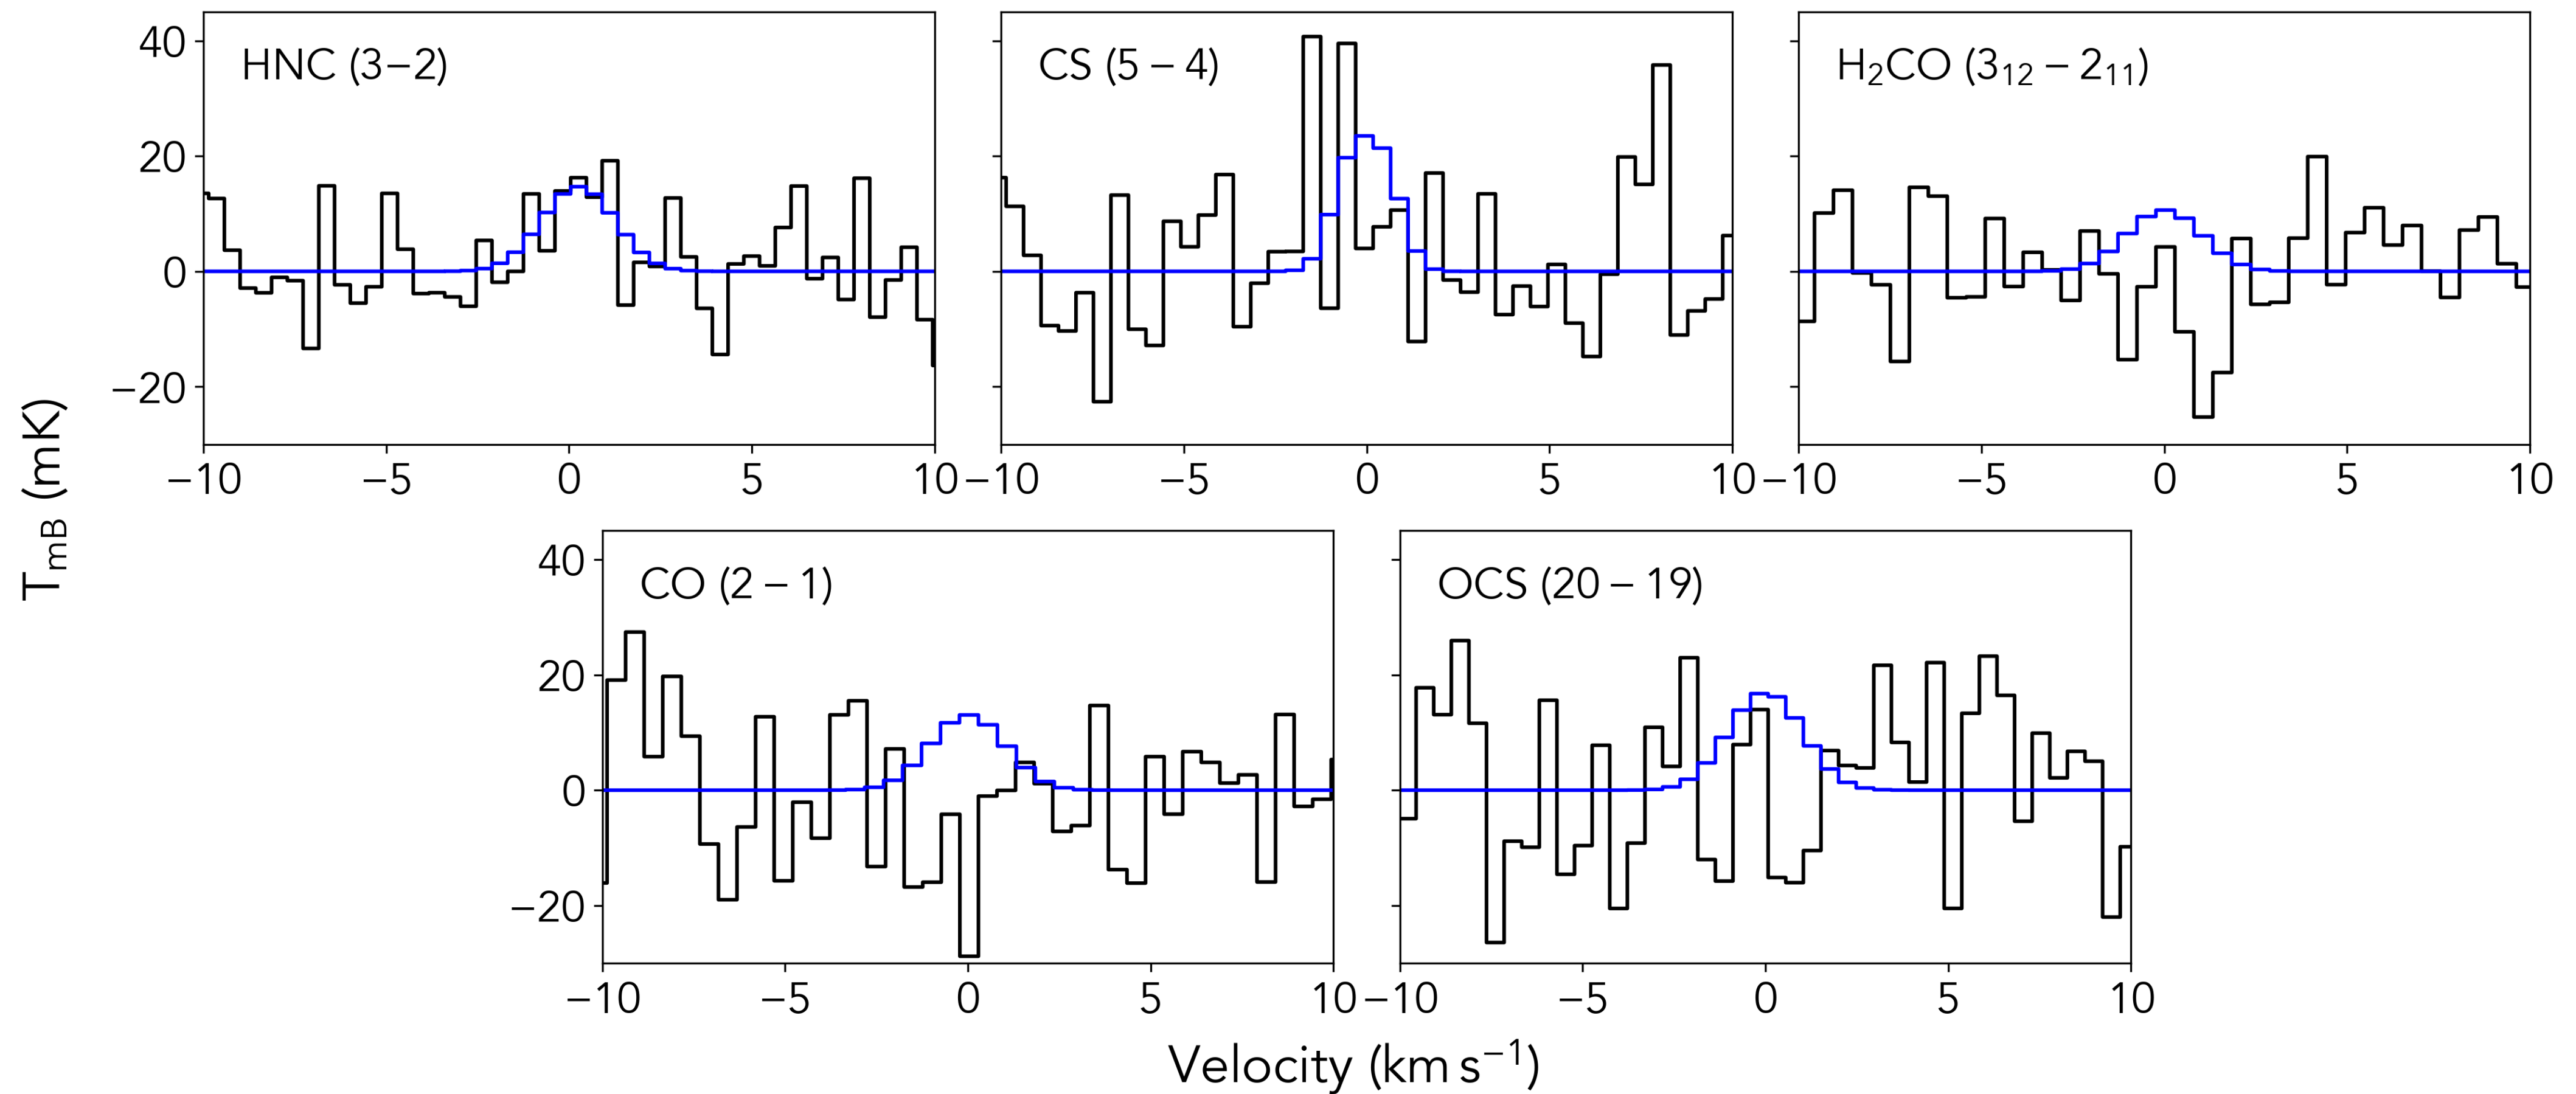 HNC (3−2)
CS (5 − 4)
H₂CO (3₁₂ − 2₁₁)
40
20
0
−20
−10 −5 0 5 10
−10 −5 0 5 10
−10 −5 0 5 10
TmB (mK)
CO (2 − 1)
OCS (20 − 19)
40
20
0
−20
−10 −5 0 5 10
−10 −5 0 5 10
Velocity (km s⁻¹)